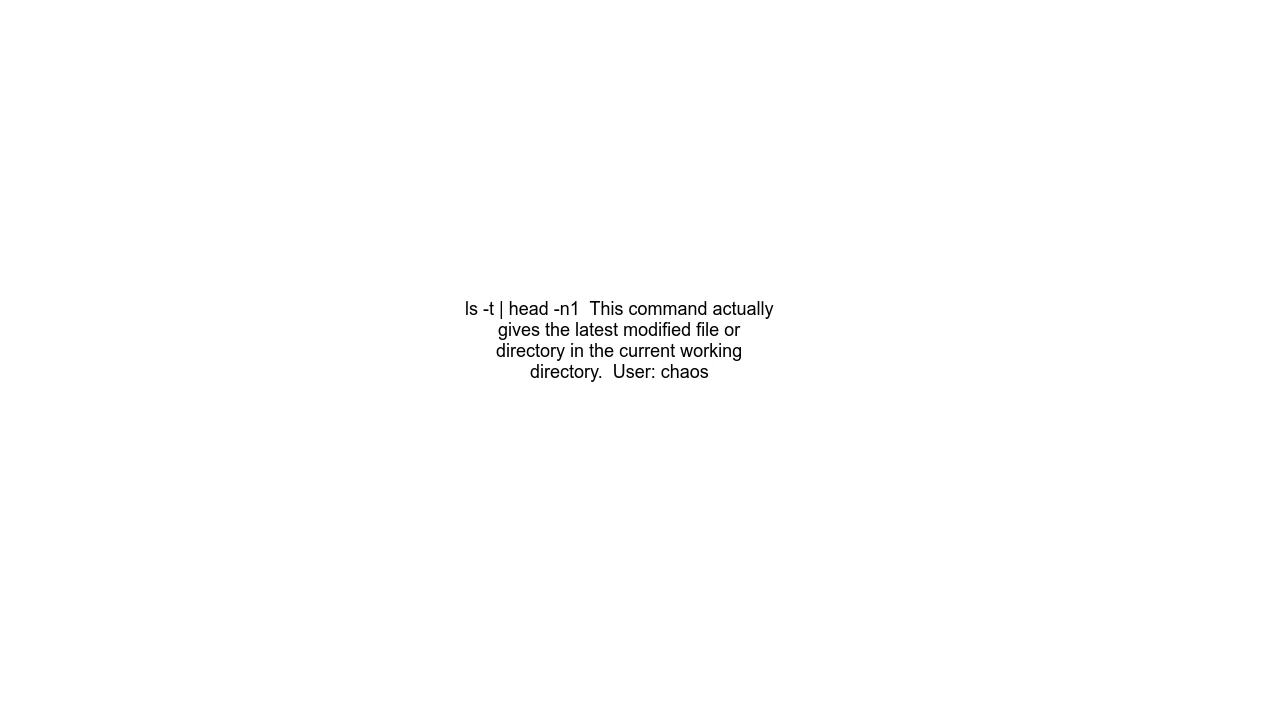 ls -t | head -n1  This command actually
gives the latest modified file or
directory in the current working
directory.  User: chaos